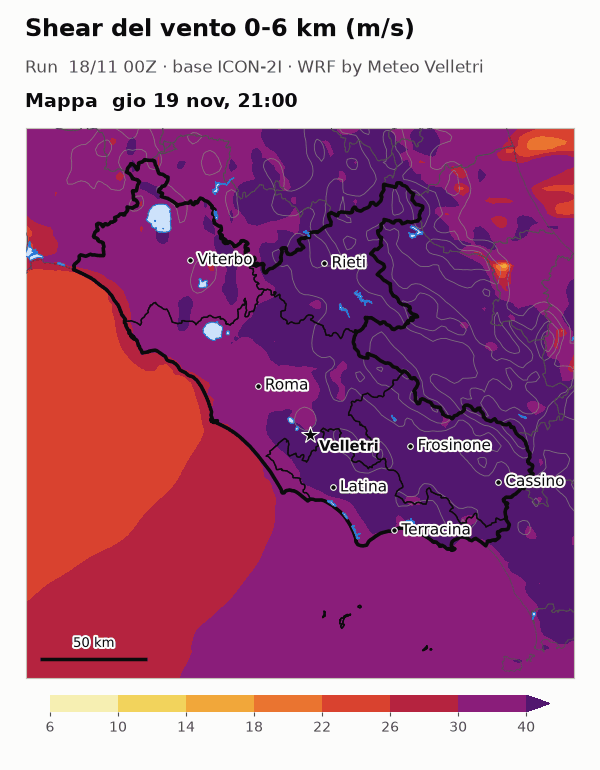 Shear del vento 0-6 km (m/s)
Run  18/11 00Z · base ICON-2I · WRF by Meteo Velletri
Mappa  gio 19 nov, 21:00
Viterbo
Rieti
Roma
Velletri
Frosinone
Cassino
Latina
Terracina
50 km
6 10 14 18 22 26 30 40